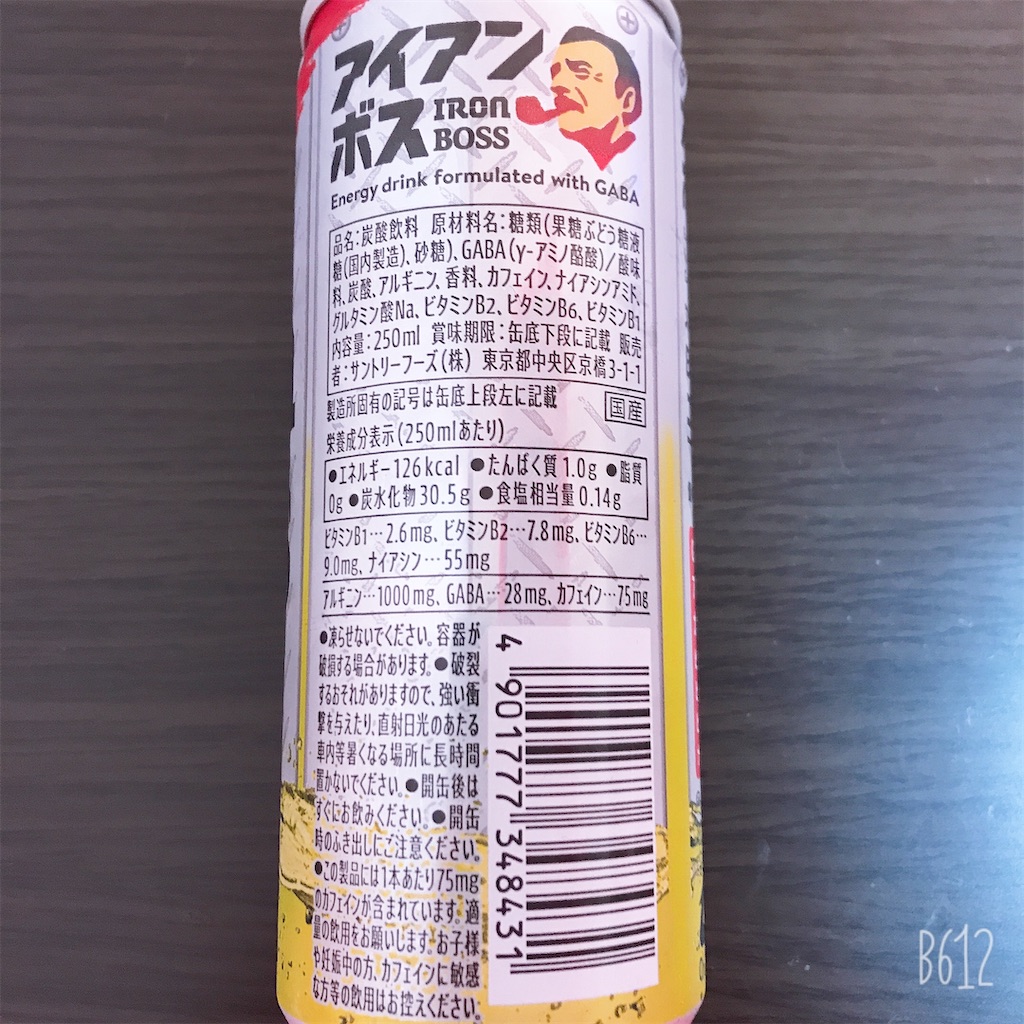 アイアン
ボス IRON
BOSS
Energy drink formulated with GABA
品名:炭酸飲料 原材料名:糖類(果糖ぶどう糖液
糖(国内製造)、砂糖)、GABA(γ-アミノ酪酸)/酸味
料、炭酸、アルギニン、香料、カフェイン、ナイアシンアミド、
グルタミン酸Na、ビタミンB2、ビタミンB6、ビタミンB1
内容量:250ml 賞味期限:缶底下段に記載 販売
者:サントリーフーズ(株) 東京都中央区京橋3-1-1
製造所固有の記号は缶底上段左に記載 国産
栄養成分表示(250mlあたり)
●エネルギー126kcal ●たんぱく質1.0g ●脂質
0g ●炭水化物30.5g ●食塩相当量0.14g
ビタミンB1…2.6mg、ビタミンB2…7.8mg、ビタミンB6…
9.0mg、ナイアシン…55mg
アルギニン…1000mg、GABA…28mg、カフェイン…75mg
●凍らせないでください。容器が
破損する場合があります。●破裂
するおそれがありますので、強い衝
撃を与えたり、直射日光のあたる
車内等暑くなる場所に長時間
置かないでください。●開缶後は
すぐにお飲みください。●開缶
時のふき出しにご注意ください。
●この製品には1本あたり75mg
のカフェインが含まれています。適
量の飲用をお願いします。お子様
や妊娠中の方、カフェインに敏感
な方等の飲用はお控えください。
4 901777 348431
B612